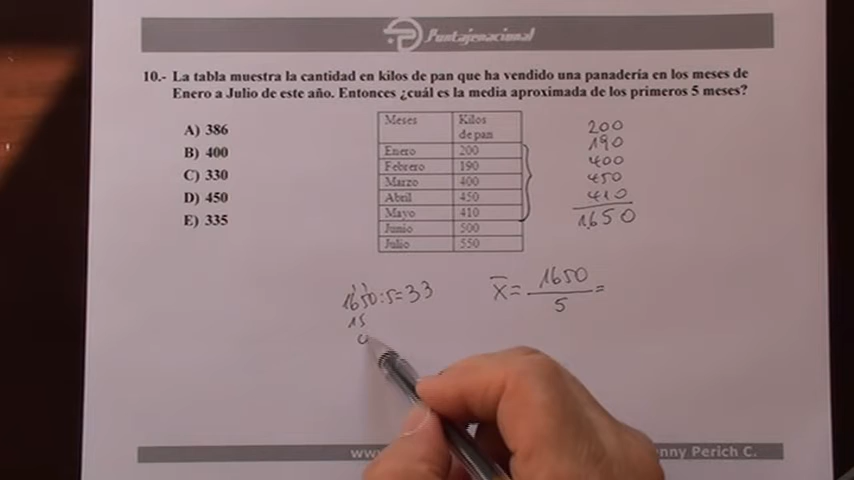 Puntajenacional
10.- La tabla muestra la cantidad en kilos de pan que ha vendido una panadería en los meses de
Enero a Julio de este año. Entonces ¿cuál es la media aproximada de los primeros 5 meses?
A) 386
B) 400
C) 330
D) 450
E) 335
Meses Kilos
de pan
Enero 200
Febrero 190
Marzo 400
Abril 450
Mayo 410
Junio 500
Julio 550
200
190
400
450
410
1650
1650:5=33
15
0
x̄= 1650
5 =
www
nny Perich C.